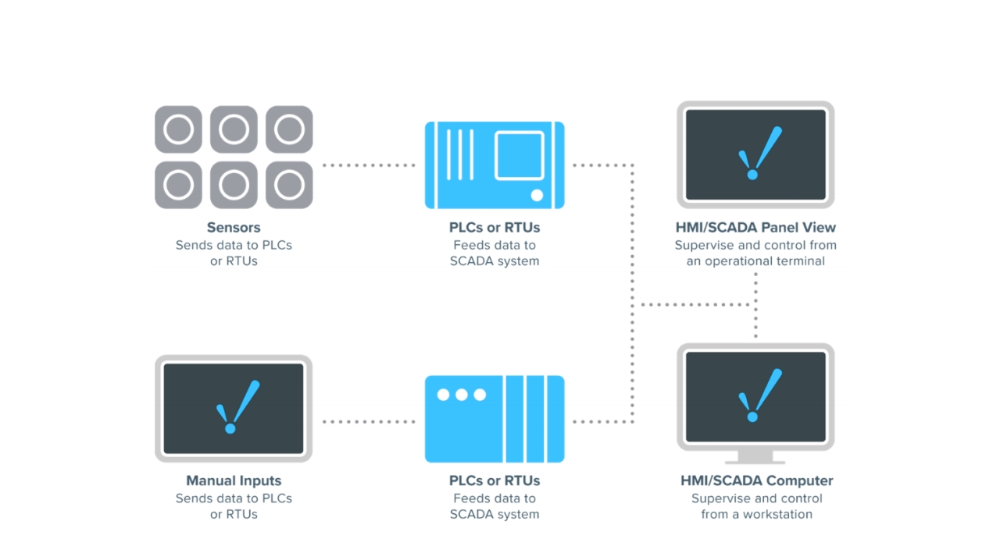 Sensors
Sends data to PLCs
or RTUs
PLCs or RTUs
Feeds data to
SCADA system
HMI/SCADA Panel View
Supervise and control from
an operational terminal
Manual Inputs
Sends data to PLCs
or RTUs
PLCs or RTUs
Feeds data to
SCADA system
HMI/SCADA Computer
Supervise and control
from a workstation